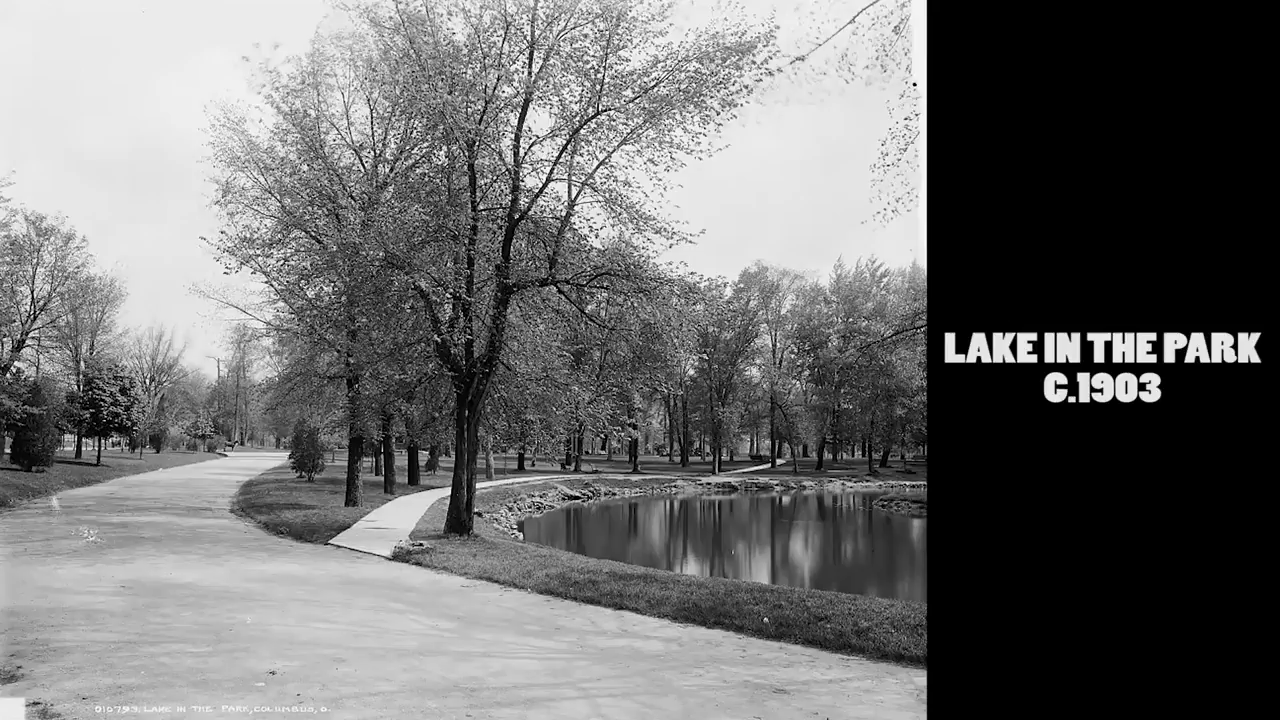 LAKE IN THE PARK
C.1903
010793. LAKE IN THE PARK, COLUMBUS, O.